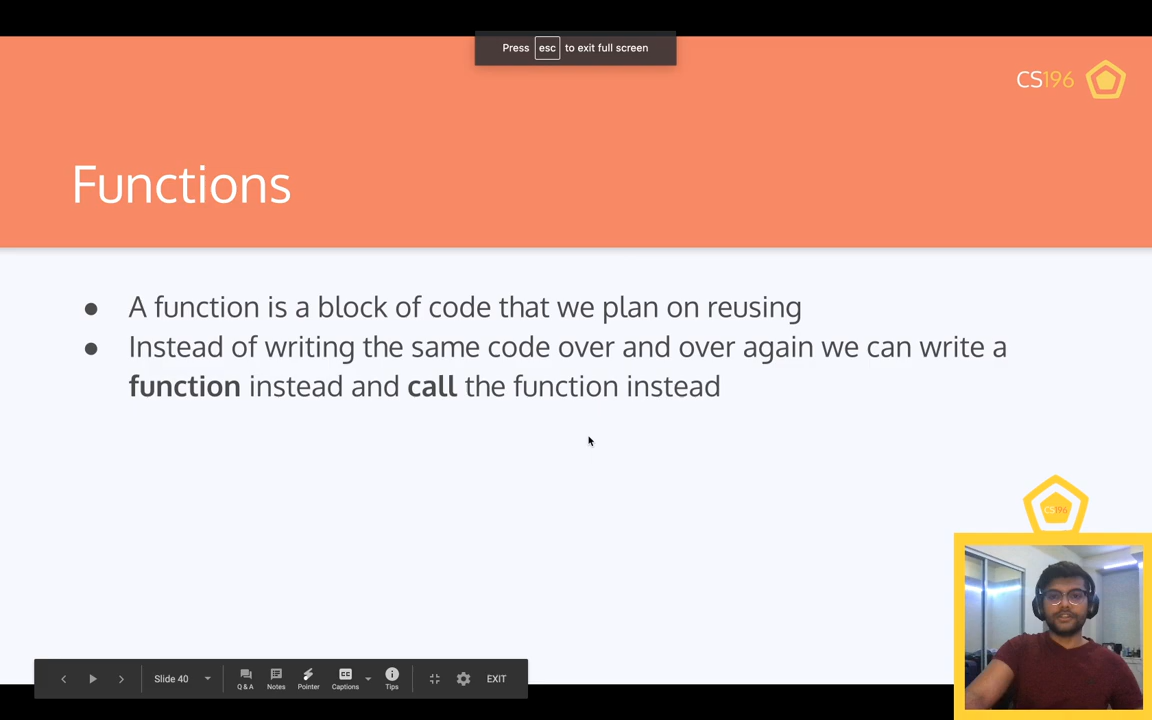 Press esc to exit full screen
CS196
Functions
● A function is a block of code that we plan on reusing
● Instead of writing the same code over and over again we can write a
function instead and call the function instead
CS196
Slide 40
Q & A
Notes
Pointer
CC
Captions
Tips
EXIT